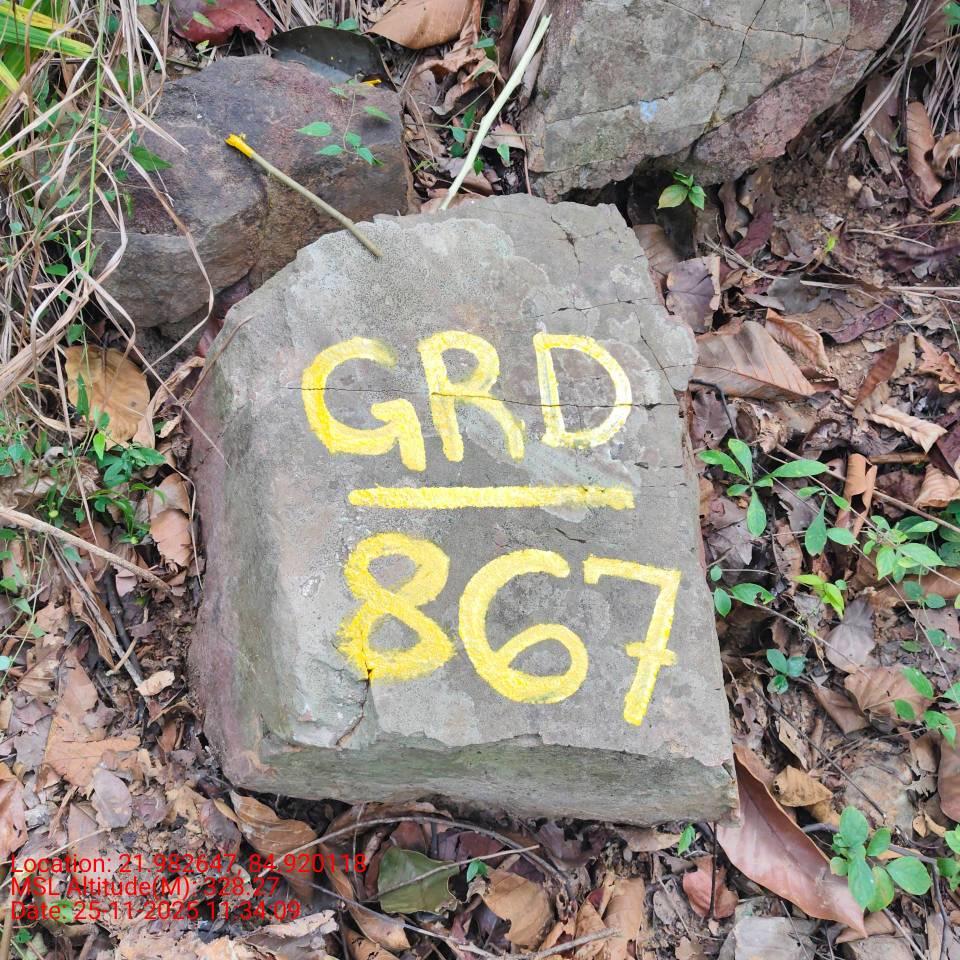 GRD
867
Location: 21.982647, 84.920118
MSL Altitude(M): 328.27
Date: 25-11-2025 11:34:09